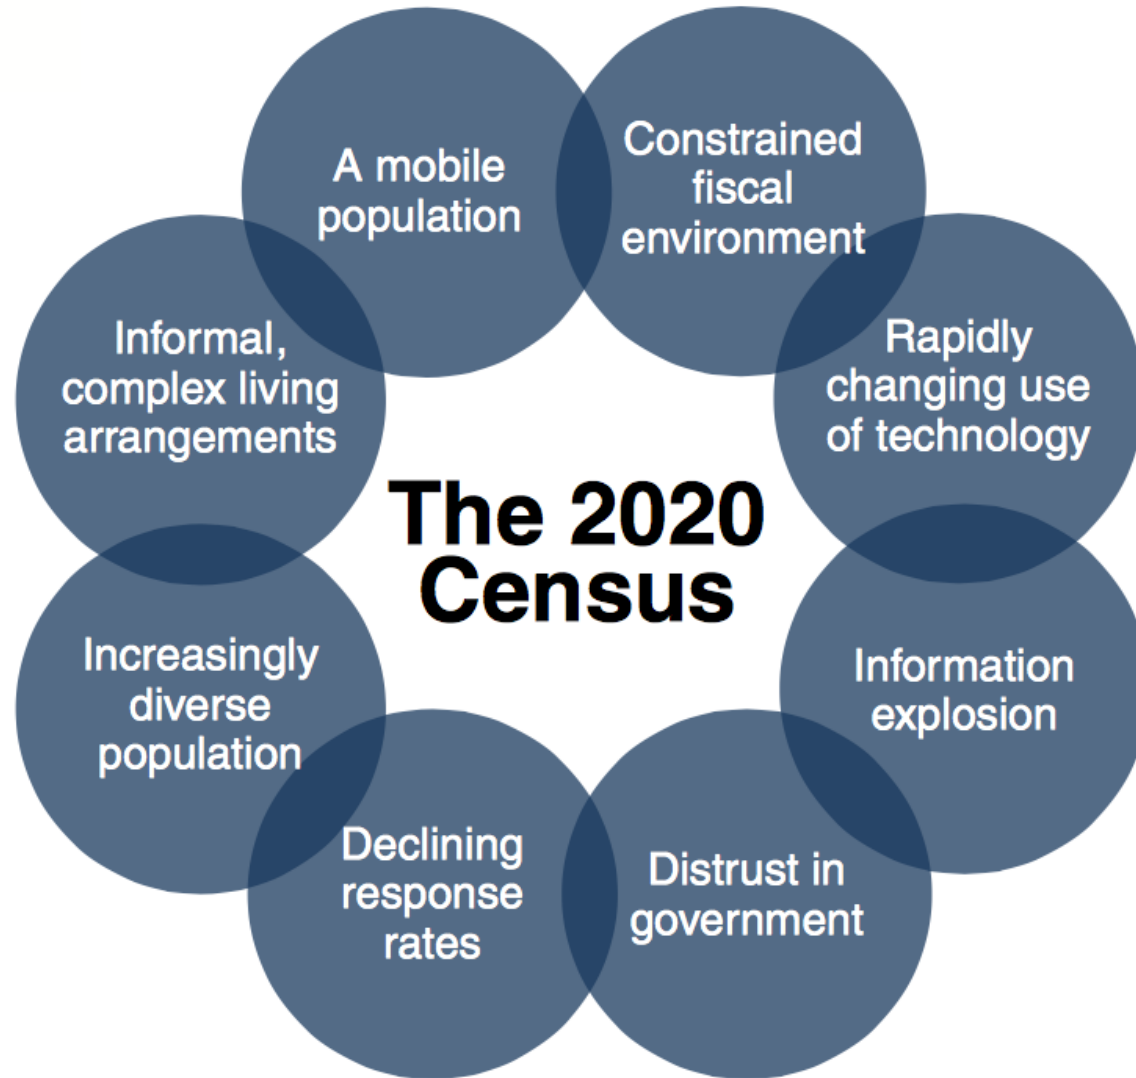 A mobile
population
Constrained
fiscal
environment
Rapidly
changing use
of technology
Information
explosion
Distrust in
government
Declining
response
rates
Increasingly
diverse
population
Informal,
complex living
arrangements
The 2020
Census